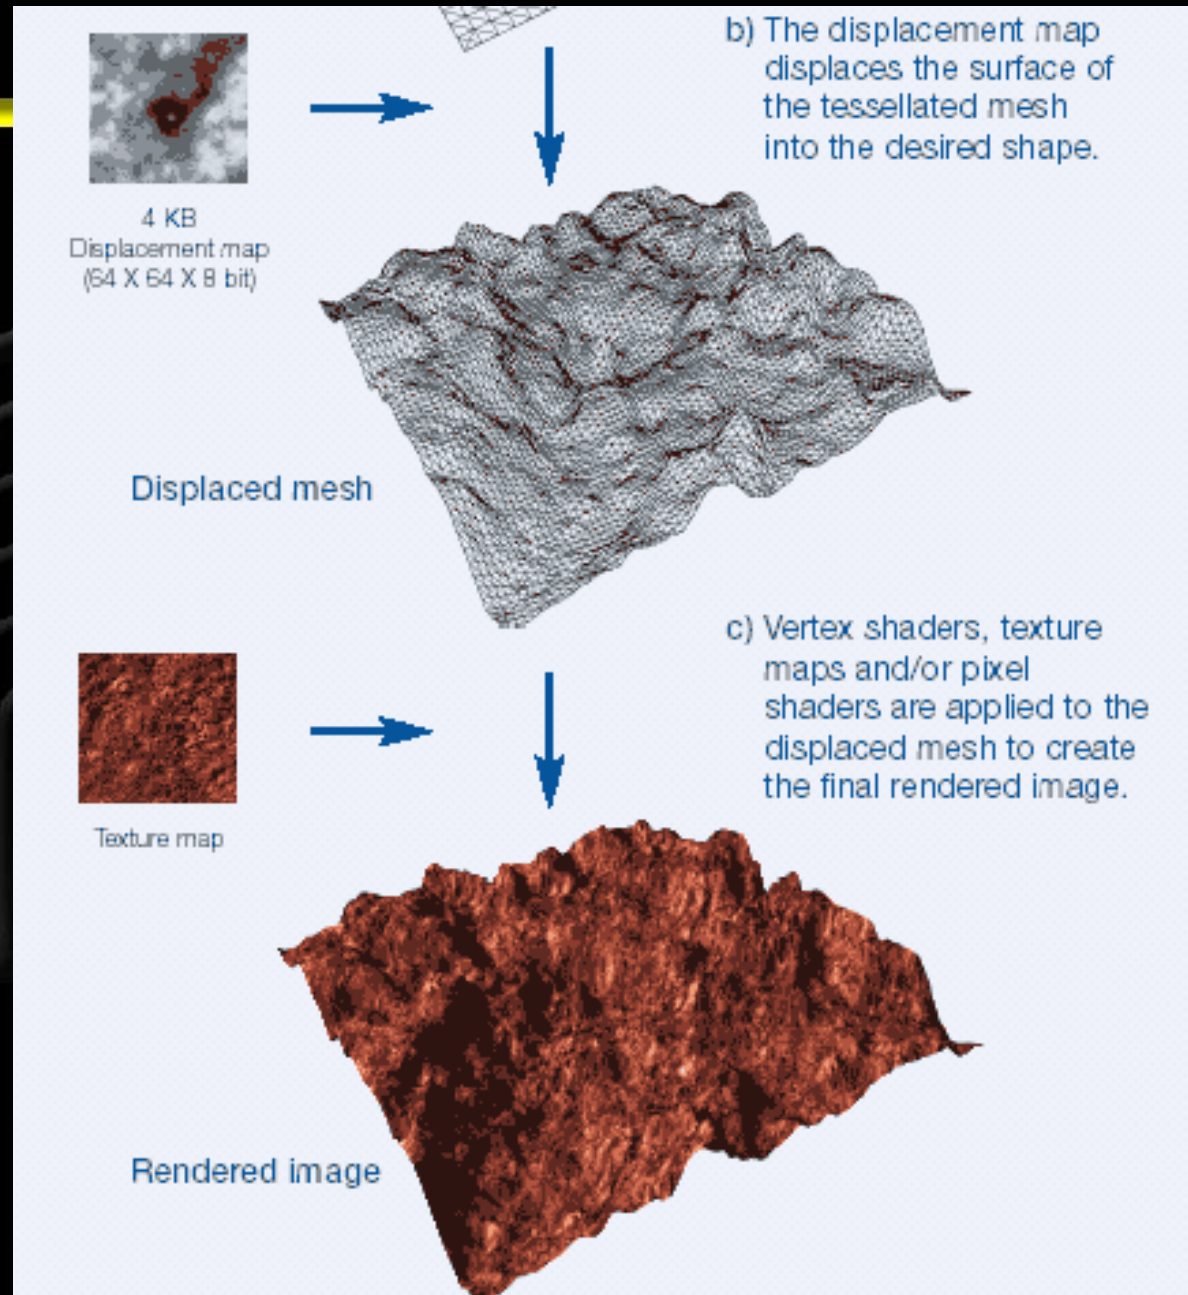 b) The displacement map
displaces the surface of
the tessellated mesh
into the desired shape.
4 KB
Displacement map
(64 X 64 X 8 bit)
Displaced mesh
c) Vertex shaders, texture
maps and/or pixel
shaders are applied to the
displaced mesh to create
the final rendered image.
Texture map
Rendered image